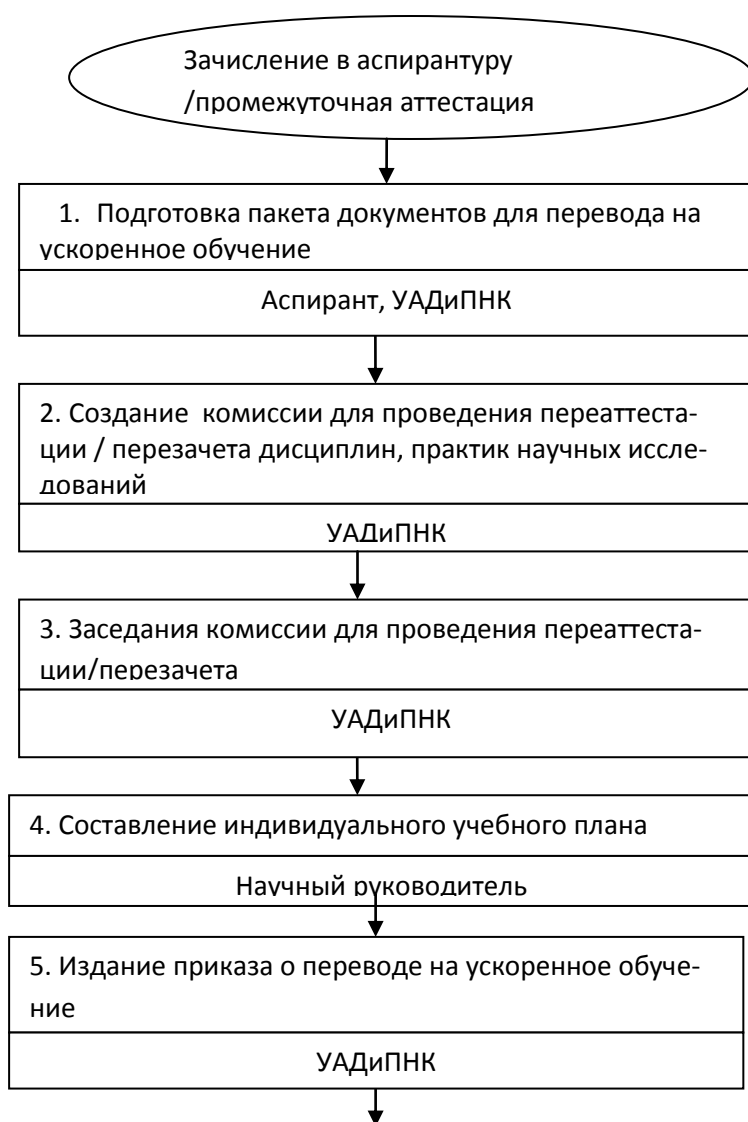 Зачисление в аспирантуру
/промежуточная аттестация
1. Подготовка пакета документов для перевода на
ускоренное обучение
Аспирант, УАДиПНК
2. Создание комиссии для проведения переаттеста-
ции / перезачета дисциплин, практик научных иссле-
дований
УАДиПНК
3. Заседания комиссии для проведения переаттеста-
ции/перезачета
УАДиПНК
4. Составление индивидуального учебного плана
Научный руководитель
5. Издание приказа о переводе на ускоренное обуче-
ние
УАДиПНК